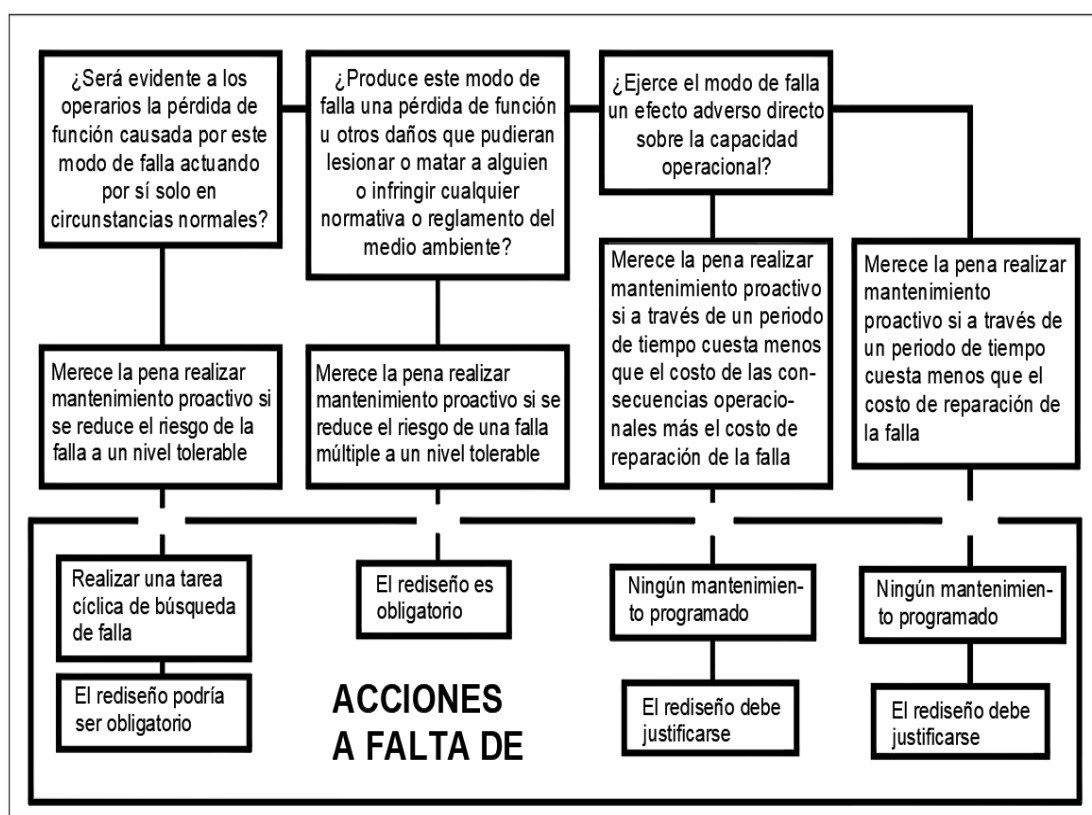 ¿Será evidente a los
operarios la pérdida de
función causada por este
modo de falla actuando
por sí solo en
circunstancias normales?
¿Produce este modo de
falla una pérdida de función
u otros daños que pudieran
lesionar o matar a alguien
o infringir cualquier
normativa o reglamento del
medio ambiente?
¿Ejerce el modo de falla
un efecto adverso directo
sobre la capacidad
operacional?
Merece la pena realizar
mantenimiento proactivo si
se reduce el riesgo de la
falla a un nivel tolerable
Merece la pena realizar
mantenimiento proactivo si se
reduce el riesgo de una falla
múltiple a un nivel tolerable
Merece la pena realizar
mantenimiento proactivo
si a través de un periodo
de tiempo cuesta menos
que el costo de las con-
secuencias operacio-
nales más el costo de
reparación de la falla
Merece la pena realizar
mantenimiento
proactivo si a través de
un periodo de tiempo
cuesta menos que el
costo de reparación de
la falla
Realizar una tarea
cíclica de búsqueda
de falla
El rediseño es
obligatorio
Ningún mantenimien-
to programado
Ningún mantenimien-
to programado
El rediseño podría
ser obligatorio
ACCIONES
A FALTA DE
El rediseño debe
justificarse
El rediseño debe
justificarse